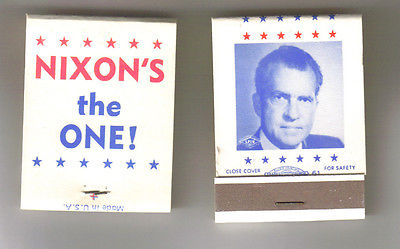 NIXON'S
the
ONE!
Made in U.S.A.
CLOSE COVER
FOR SAFETY